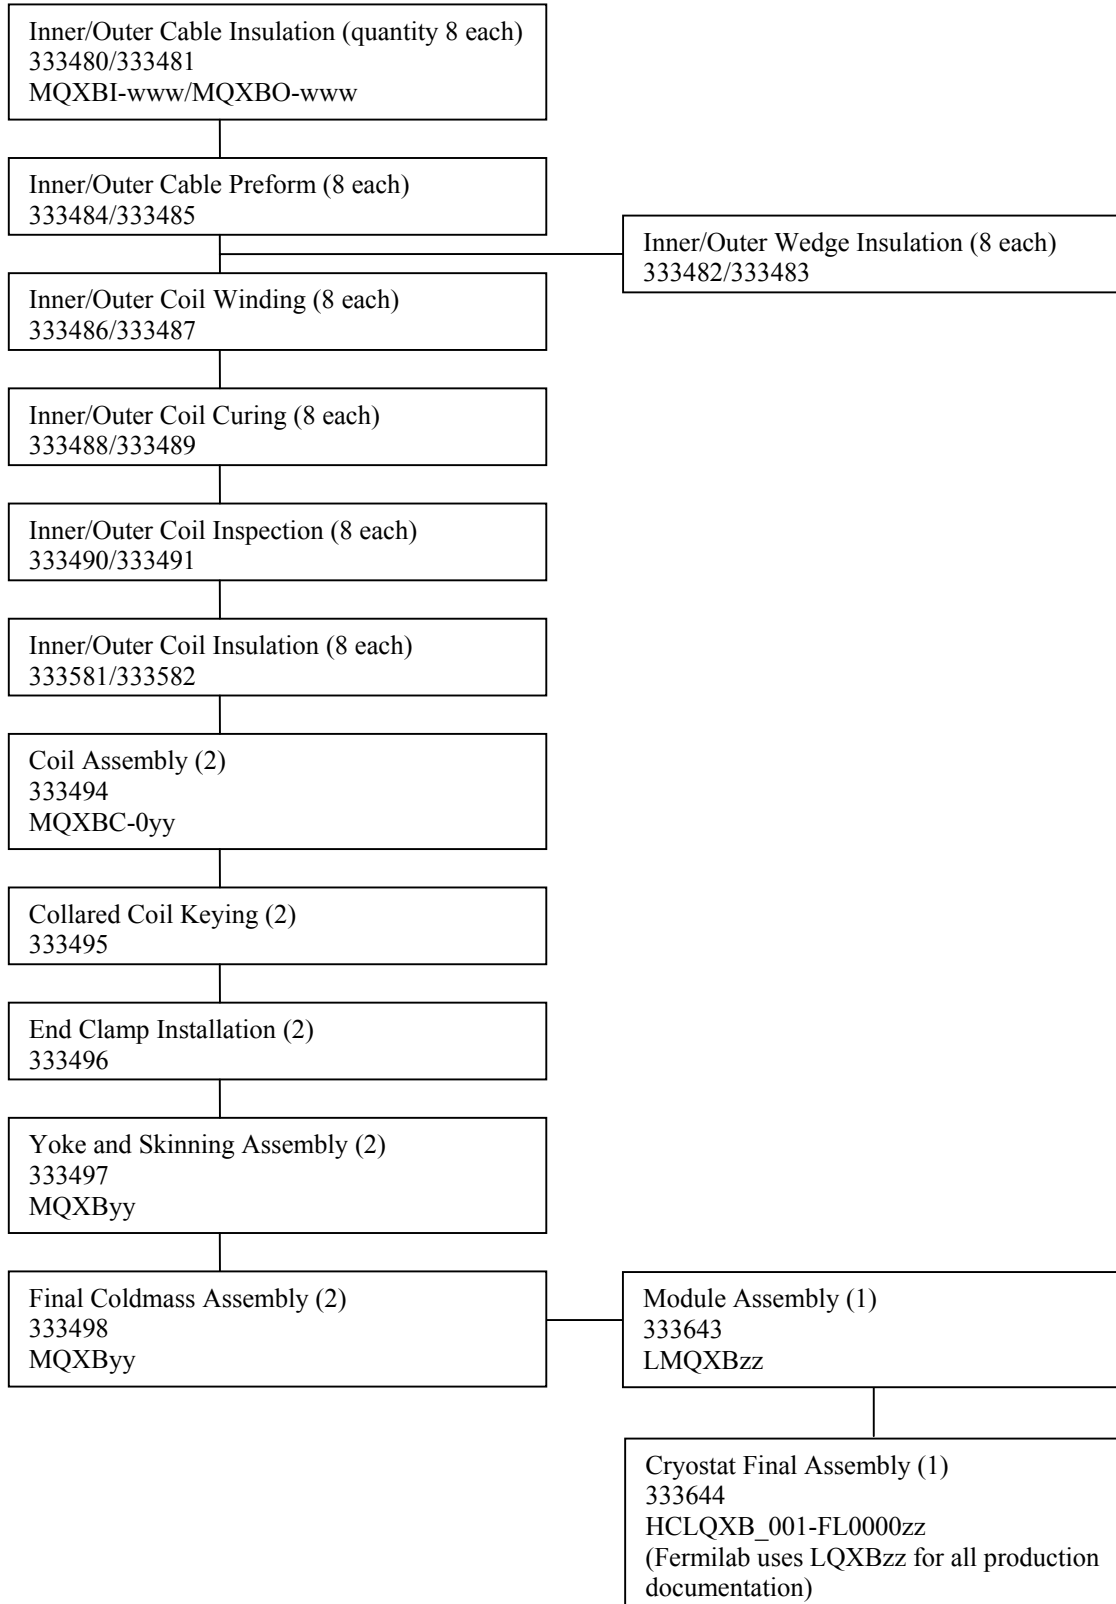 Inner/Outer Cable Insulation (quantity 8 each)
333480/333481
MQXBI-www/MQXBO-www
Inner/Outer Cable Preform (8 each)
333484/333485
Inner/Outer Wedge Insulation (8 each)
333482/333483
Inner/Outer Coil Winding (8 each)
333486/333487
Inner/Outer Coil Curing (8 each)
333488/333489
Inner/Outer Coil Inspection (8 each)
333490/333491
Inner/Outer Coil Insulation (8 each)
333581/333582
Coil Assembly (2)
333494
MQXBC-0yy
Collared Coil Keying (2)
333495
End Clamp Installation (2)
333496
Yoke and Skinning Assembly (2)
333497
MQXByy
Final Coldmass Assembly (2)
333498
MQXByy
Module Assembly (1)
333643
LMQXBzz
Cryostat Final Assembly (1)
333644
HCLQXB_001-FL0000zz
(Fermilab uses LQXBzz for all production
documentation)